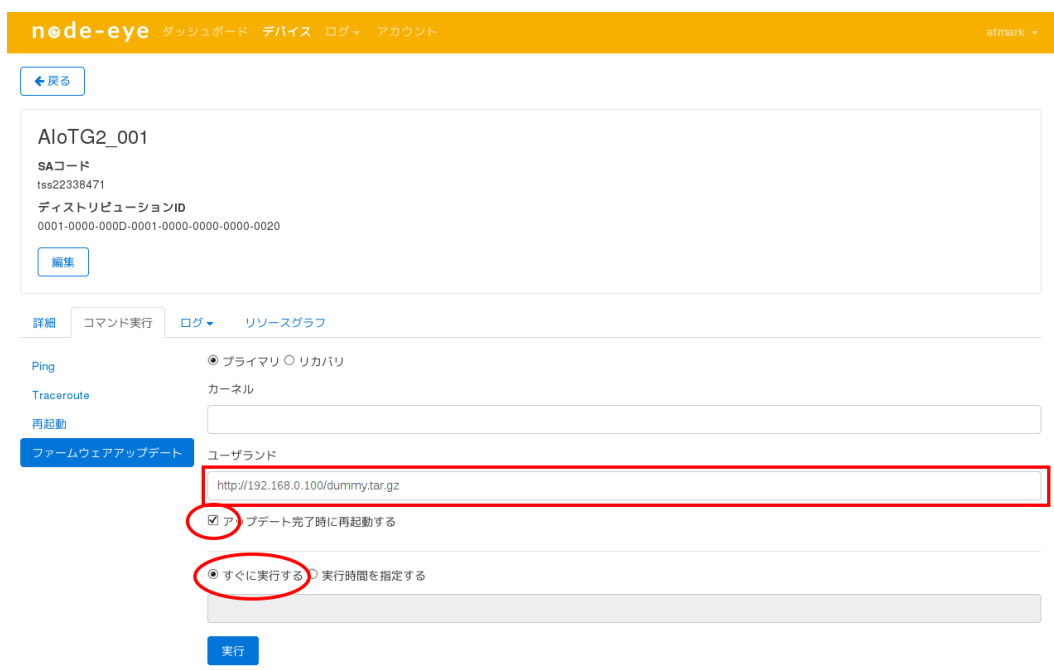 node-eye ダッシュボード デバイス ログ アカウント atmark
戻る
AIoTG2_001
SAコード
tss22338471
ディストリビューションID
0001-0000-000D-0001-0000-0000-0000-0020
編集
詳細 コマンド実行 ログ リソースグラフ
Ping
Traceroute
再起動
ファームウェアアップデート
プライマリ リカバリ
カーネル
ユーザランド
http://192.168.0.100/dummy.tar.gz
アップデート完了時に再起動する
すぐに実行する 実行時間を指定する
実行